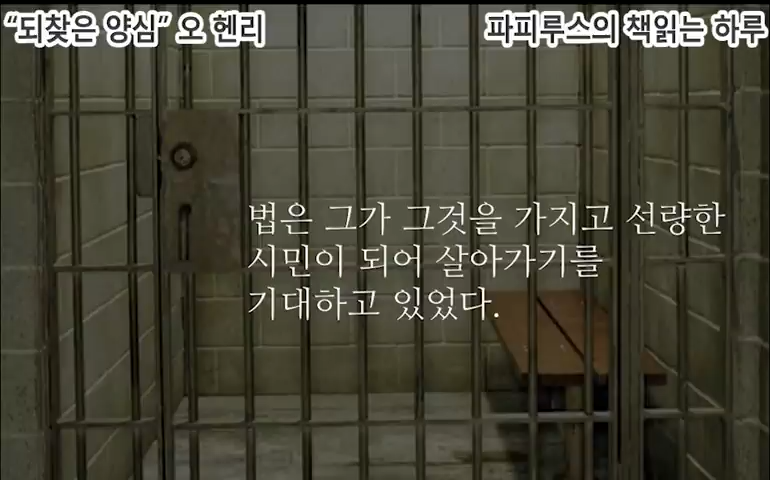 “되찾은 양심” 오 헨리
파피루스의 책읽는 하루
법은 그가 그것을 가지고 선량한
시민이 되어 살아가기를
기대하고 있었다.